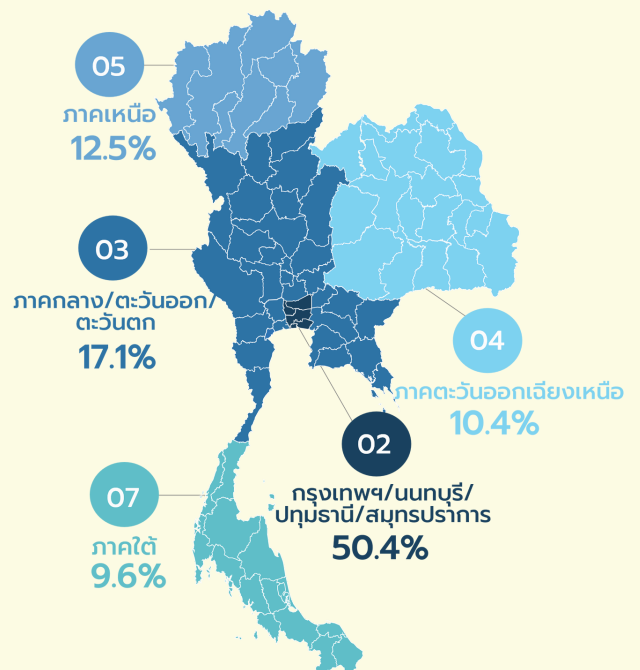 05
ภาคเหนือ
12.5%
03
ภาคกลาง/ตะวันออก/
ตะวันตก
17.1%
04
ภาคตะวันออกเฉียงเหนือ
10.4%
02
กรุงเทพฯ/นนทบุรี/
ปทุมธานี/สมุทรปราการ
50.4%
07
ภาคใต้
9.6%